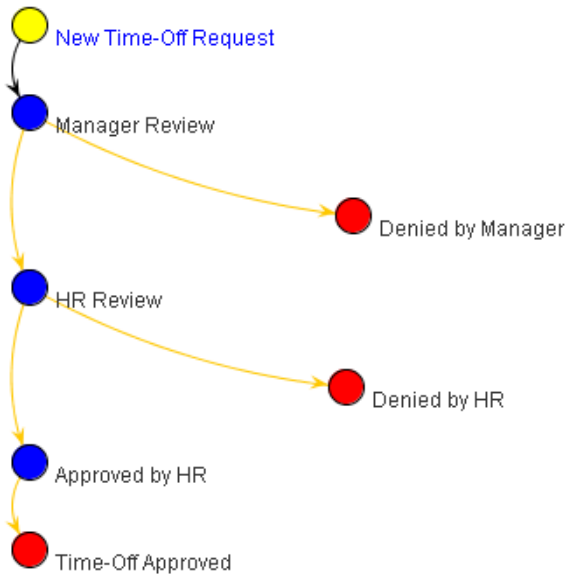 New Time-Off Request
Manager Review
Denied by Manager
HR Review
Denied by HR
Approved by HR
Time-Off Approved